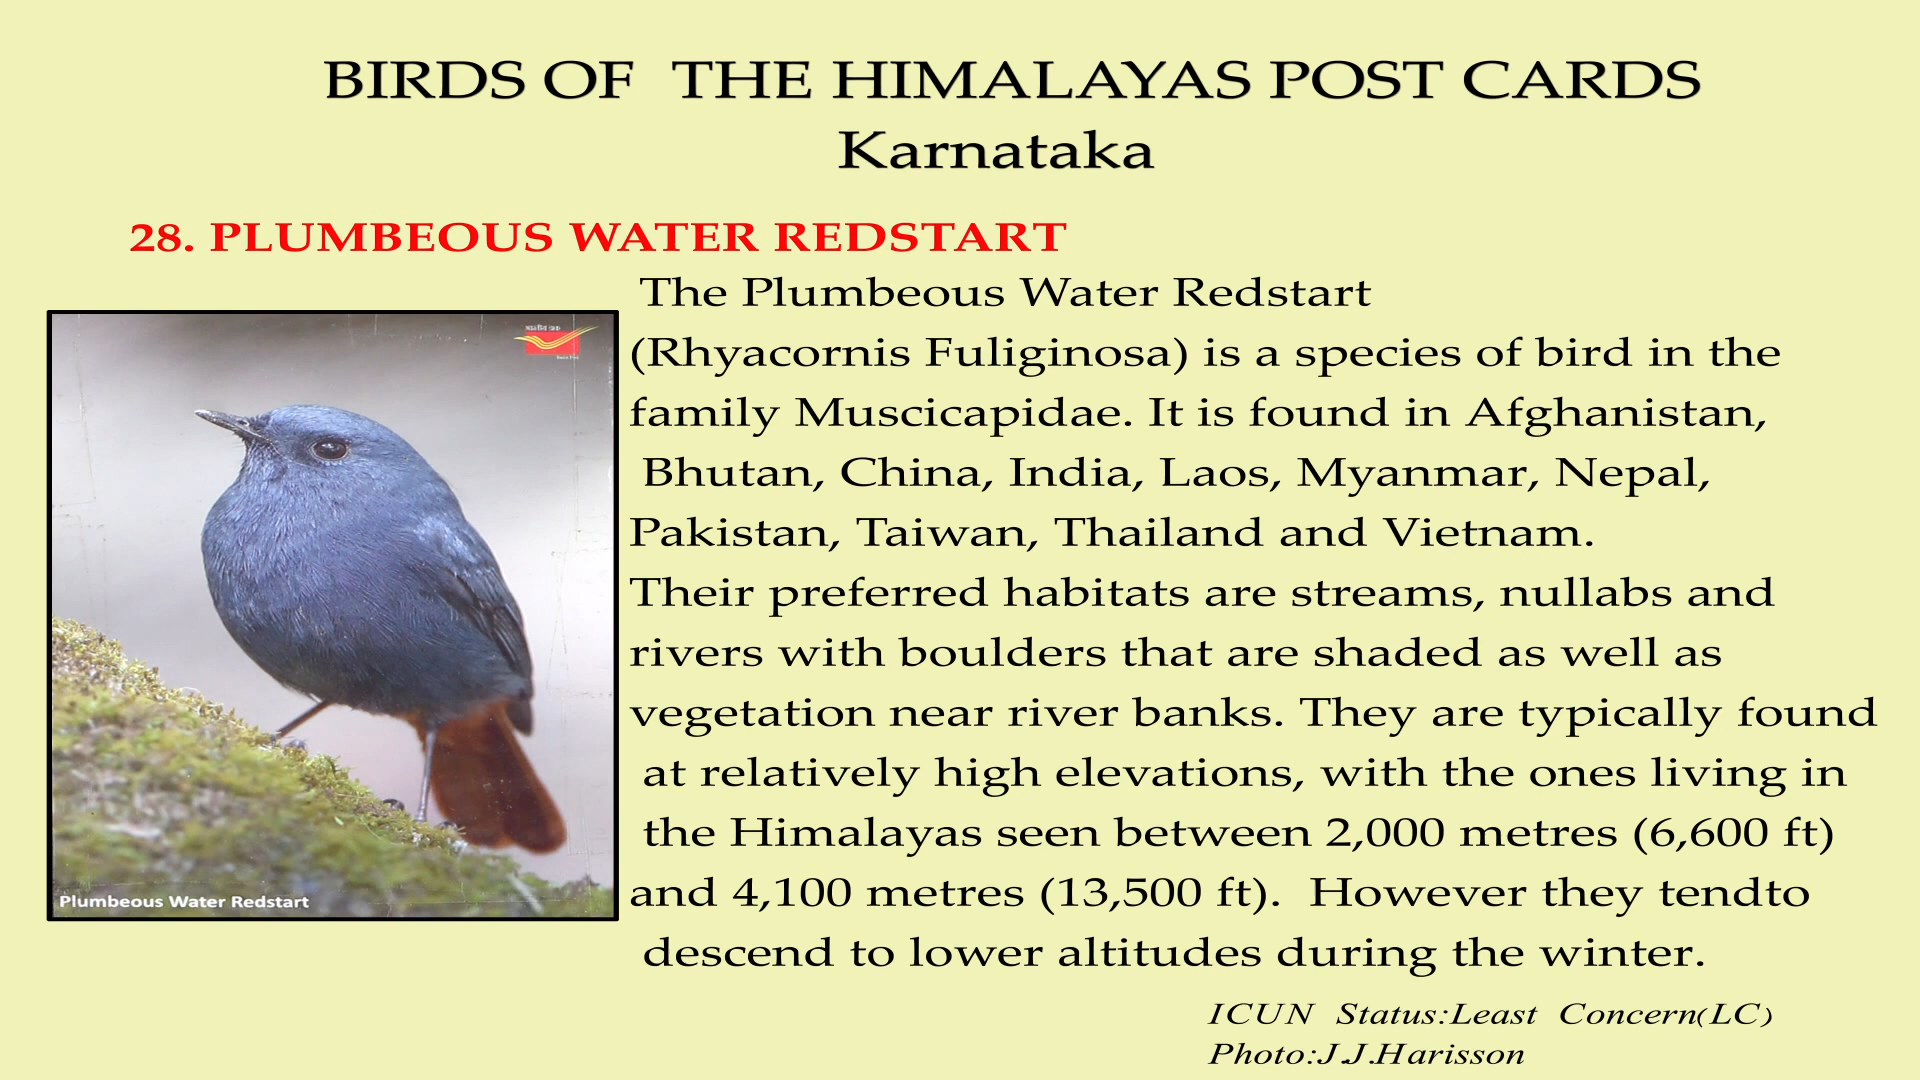 BIRDS OF THE HIMALAYAS POST CARDS
Karnataka
28. PLUMBEOUS WATER REDSTART
The Plumbeous Water Redstart
(Rhyacornis Fuliginosa) is a species of bird in the
family Muscicapidae. It is found in Afghanistan,
Bhutan, China, India, Laos, Myanmar, Nepal,
Pakistan, Taiwan, Thailand and Vietnam.
Their preferred habitats are streams, nullabs and
rivers with boulders that are shaded as well as
vegetation near river banks. They are typically found
at relatively high elevations, with the ones living in
the Himalayas seen between 2,000 metres (6,600 ft)
and 4,100 metres (13,500 ft). However they tendto
descend to lower altitudes during the winter.
भारतीय डाक
India Post
Plumbeous Water Redstart
ICUN Status:Least Concern(LC)
Photo:J.J.Harisson